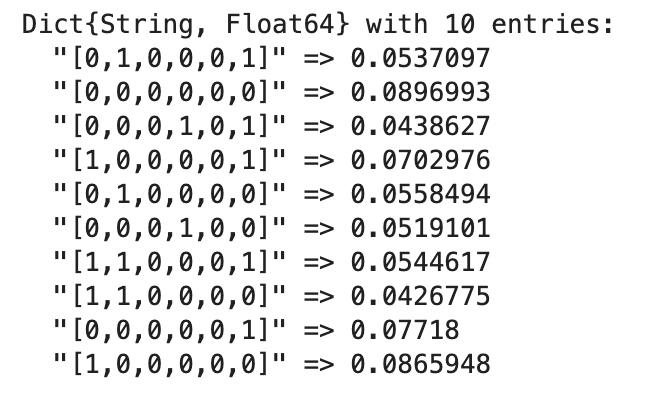 Dict{String, Float64} with 10 entries:
  "[0,1,0,0,0,1]" => 0.0537097
  "[0,0,0,0,0,0]" => 0.0896993
  "[0,0,0,1,0,1]" => 0.0438627
  "[1,0,0,0,0,1]" => 0.0702976
  "[0,1,0,0,0,0]" => 0.0558494
  "[0,0,0,1,0,0]" => 0.0519101
  "[1,1,0,0,0,1]" => 0.0544617
  "[1,1,0,0,0,0]" => 0.0426775
  "[0,0,0,0,0,1]" => 0.07718
  "[1,0,0,0,0,0]" => 0.0865948